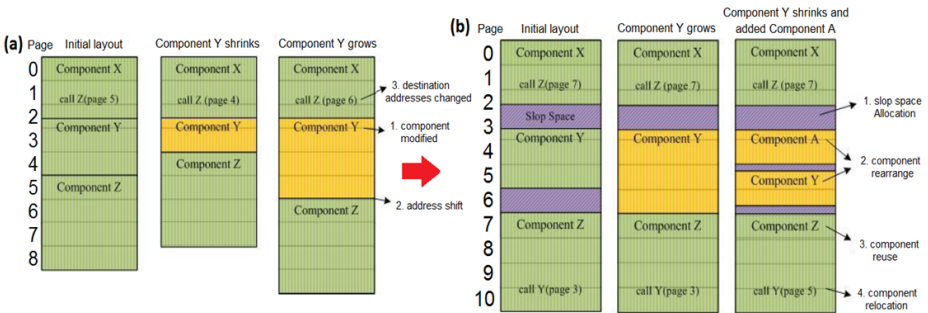 (a)
Page
Initial layout
Component Y shrinks
Component Y grows
0
1
2
3
4
5
6
7
8
Component X
call Z(page 5)
Component Y
Component Z
Component X
call Z (page 4)
Component Y
Component Z
Component X
call Z (page 6)
Component Y
Component Z
3. destination
addresses changed
1. component
modified
2. address shift
(b)
Page
Initial layout
Component Y grows
Component Y shrinks and
added Component A
0
1
2
3
4
5
6
7
8
9
10
Component X
call Z(page 7)
Slop Space
Component Y
Component Z
call Y(page 3)
Component X
call Z (page 7)
Component Y
Component Z
call Y(page 3)
Component X
call Z(page 7)
Component A
Component Y
Component Z
call Y(page 5)
1. slop space
Allocation
2. component
rearrange
3. component
reuse
4. component
relocation